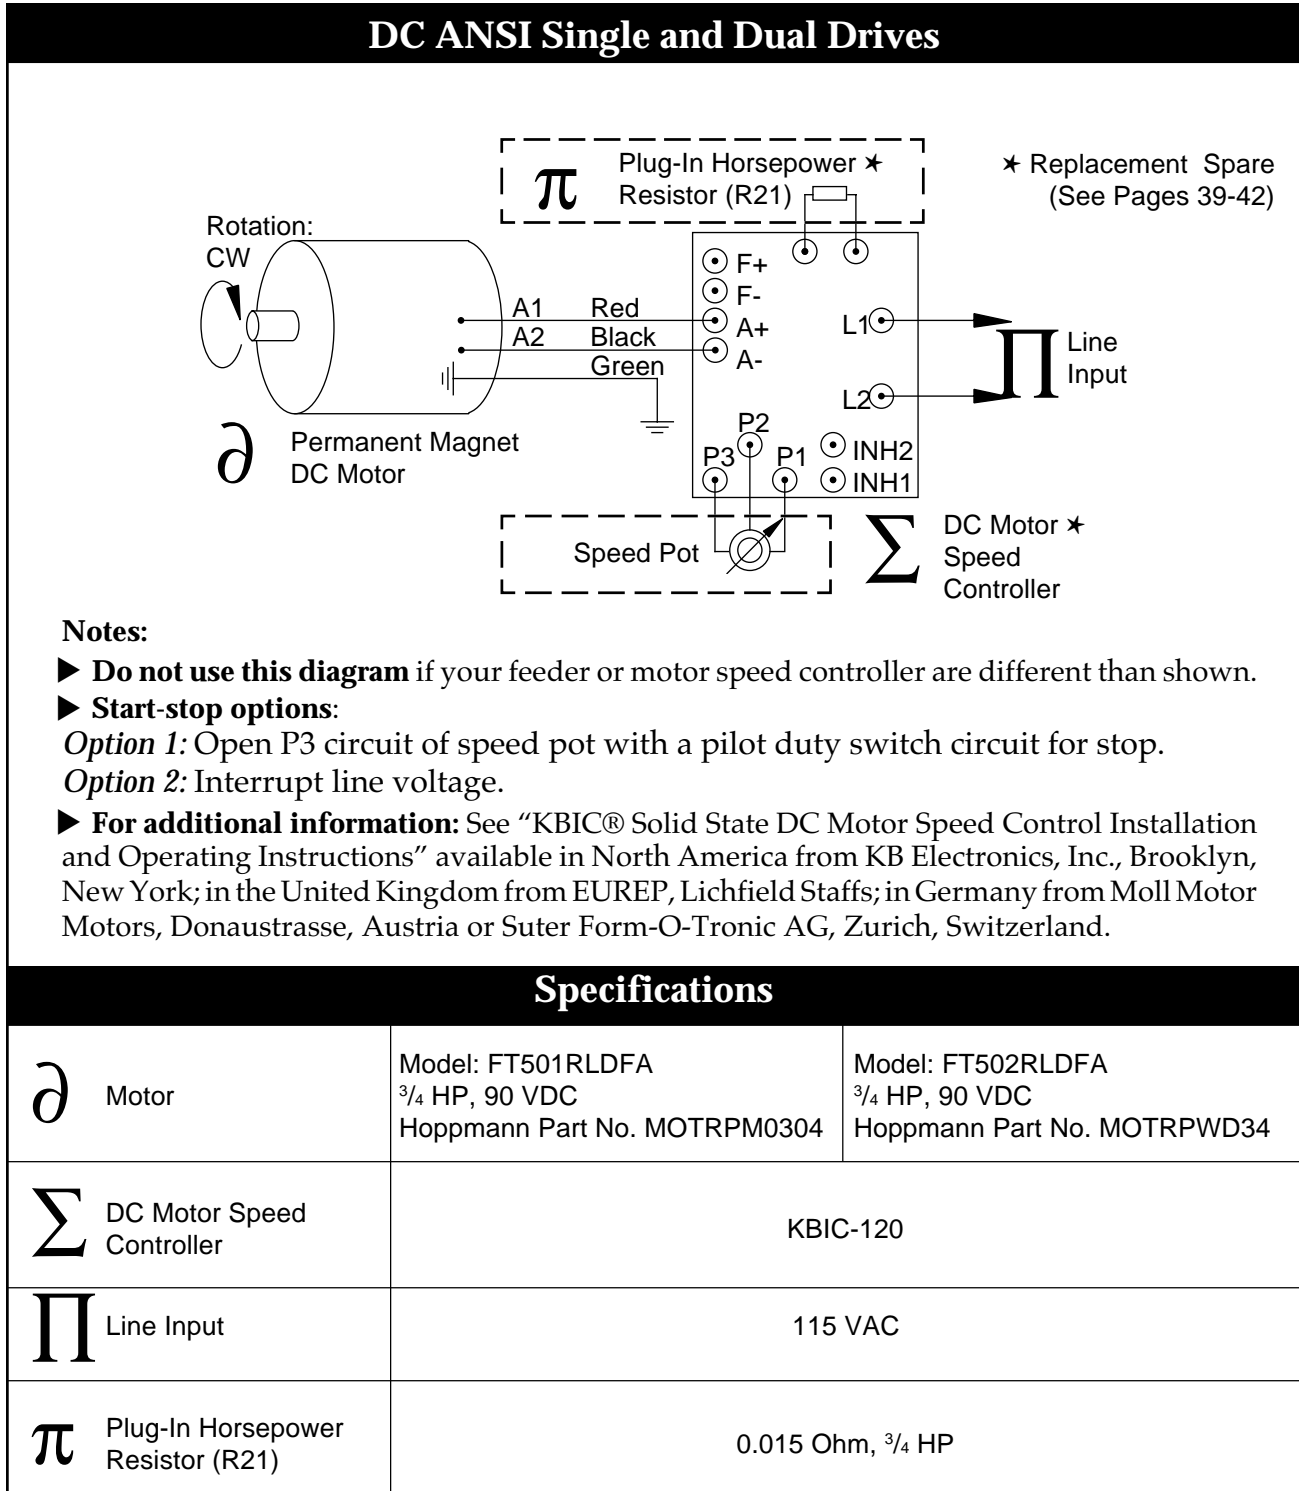 DC ANSI Single and Dual Drives
π
Plug-In Horsepower ✶
Resistor (R21)
✶ Replacement Spare
(See Pages 39-42)
Rotation:
CW
F+
F-
A1 Red
A+
A2 Black
A-
Green
L1
L2
∏
Line
Input
∂
Permanent Magnet
DC Motor
P2
P3
P1
INH2
INH1
Speed Pot
∑
DC Motor ✶
Speed
Controller
Notes:
▶ Do not use this diagram if your feeder or motor speed controller are different than shown.
▶ Start-stop options:
Option 1: Open P3 circuit of speed pot with a pilot duty switch circuit for stop.
Option 2: Interrupt line voltage.
▶ For additional information: See “KBIC® Solid State DC Motor Speed Control Installation
and Operating Instructions” available in North America from KB Electronics, Inc., Brooklyn,
New York; in the United Kingdom from EUREP, Lichfield Staffs; in Germany from Moll Motor
Motors, Donaustrasse, Austria or Suter Form-O-Tronic AG, Zurich, Switzerland.
Specifications
∂ Motor
Model: FT501RLDFA
3/4 HP, 90 VDC
Hoppmann Part No. MOTRPM0304
Model: FT502RLDFA
3/4 HP, 90 VDC
Hoppmann Part No. MOTRPWD34
∑ DC Motor Speed
Controller
KBIC-120
∏ Line Input
115 VAC
π Plug-In Horsepower
Resistor (R21)
0.015 Ohm, 3/4 HP